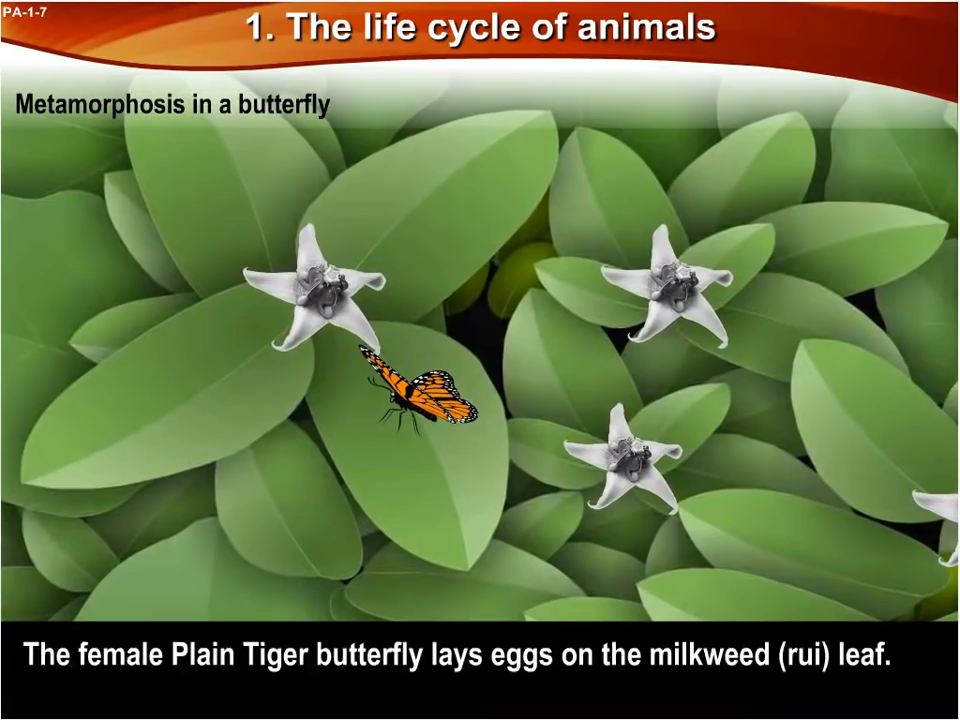 PA-1-7
1. The life cycle of animals
Metamorphosis in a butterfly
The female Plain Tiger butterfly lays eggs on the milkweed (rui) leaf.